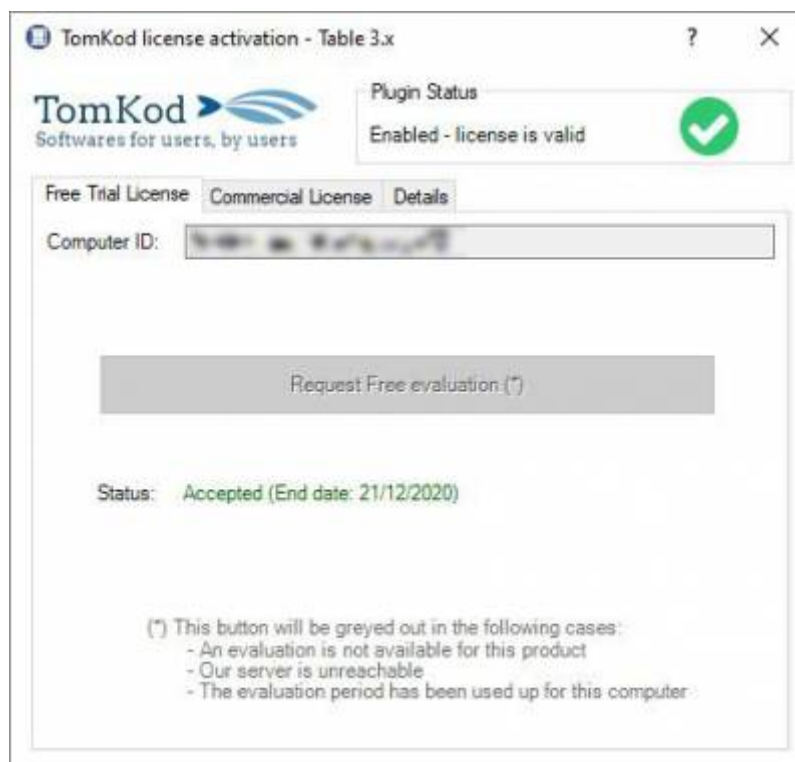 TomKod license activation - Table 3.x
?
TomKod
Softwares for users, by users
Plugin Status
Enabled - license is valid
Free Trial License
Commercial License
Details
Computer ID:
Request Free evaluation (*)
Status:
Accepted (End date: 21/12/2020)
(*) This button will be greyed out in the following cases:
- An evaluation is not available for this product
- Our server is unreachable
- The evaluation period has been used up for this computer